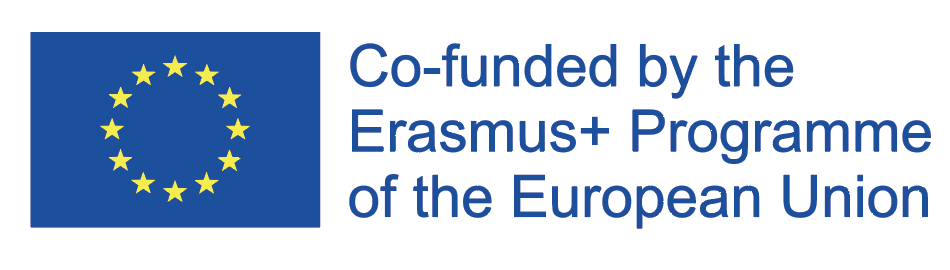 Co-funded by the
Erasmus+ Programme
of the European Union